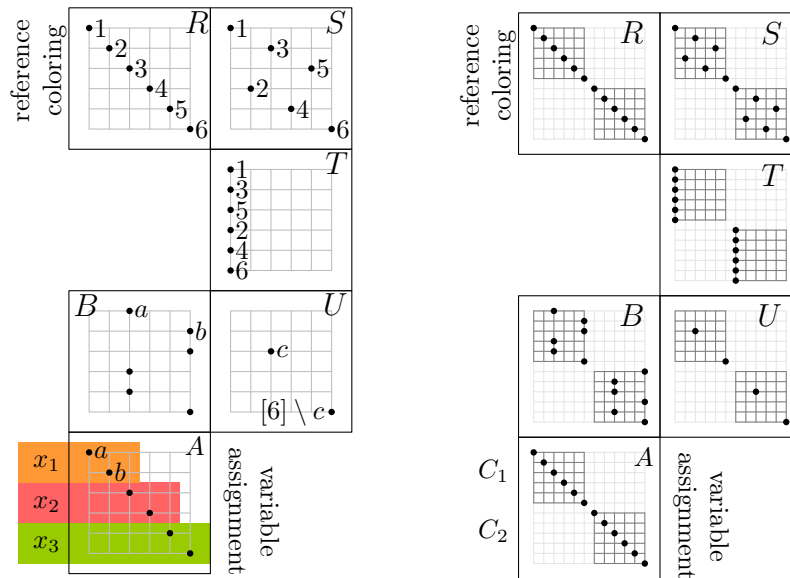 reference
coloring
R
1
2
3
4
5
6
S
1
3
5
2
4
6
T
1
3
5
2
4
6
B
a
b
U
c
[6] \ c
A
x₁
a
b
x₂
x₃
variable
assignment
reference
coloring
R
S
T
B
U
A
C₁
C₂
variable
assignment